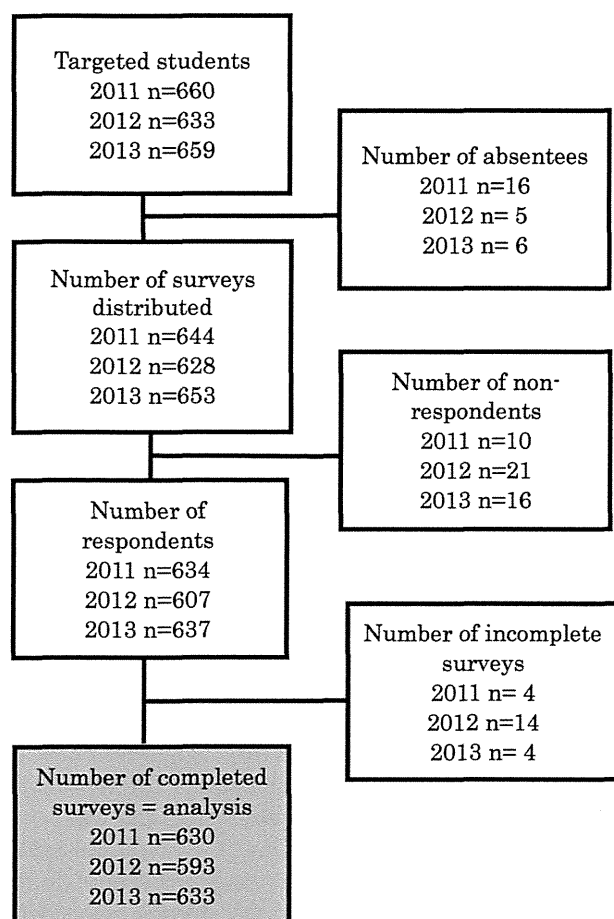 Targeted students
2011 n=660
2012 n=633
2013 n=659
Number of absentees
2011 n=16
2012 n= 5
2013 n= 6
Number of surveys
distributed
2011 n=644
2012 n=628
2013 n=653
Number of non-
respondents
2011 n=10
2012 n=21
2013 n=16
Number of
respondents
2011 n=634
2012 n=607
2013 n=637
Number of incomplete
surveys
2011 n= 4
2012 n=14
2013 n= 4
Number of completed
surveys = analysis
2011 n=630
2012 n=593
2013 n=633